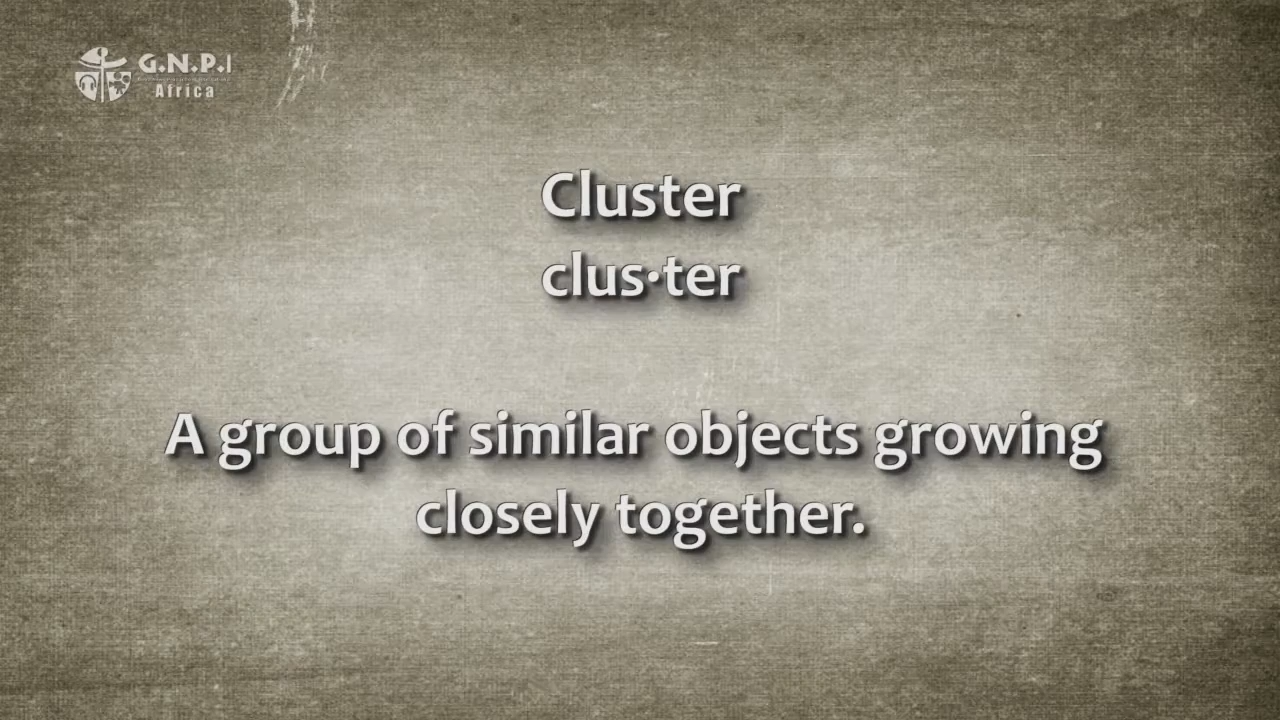 G.N.P.I
Africa
Cluster
clus·ter
A group of similar objects growing
closely together.